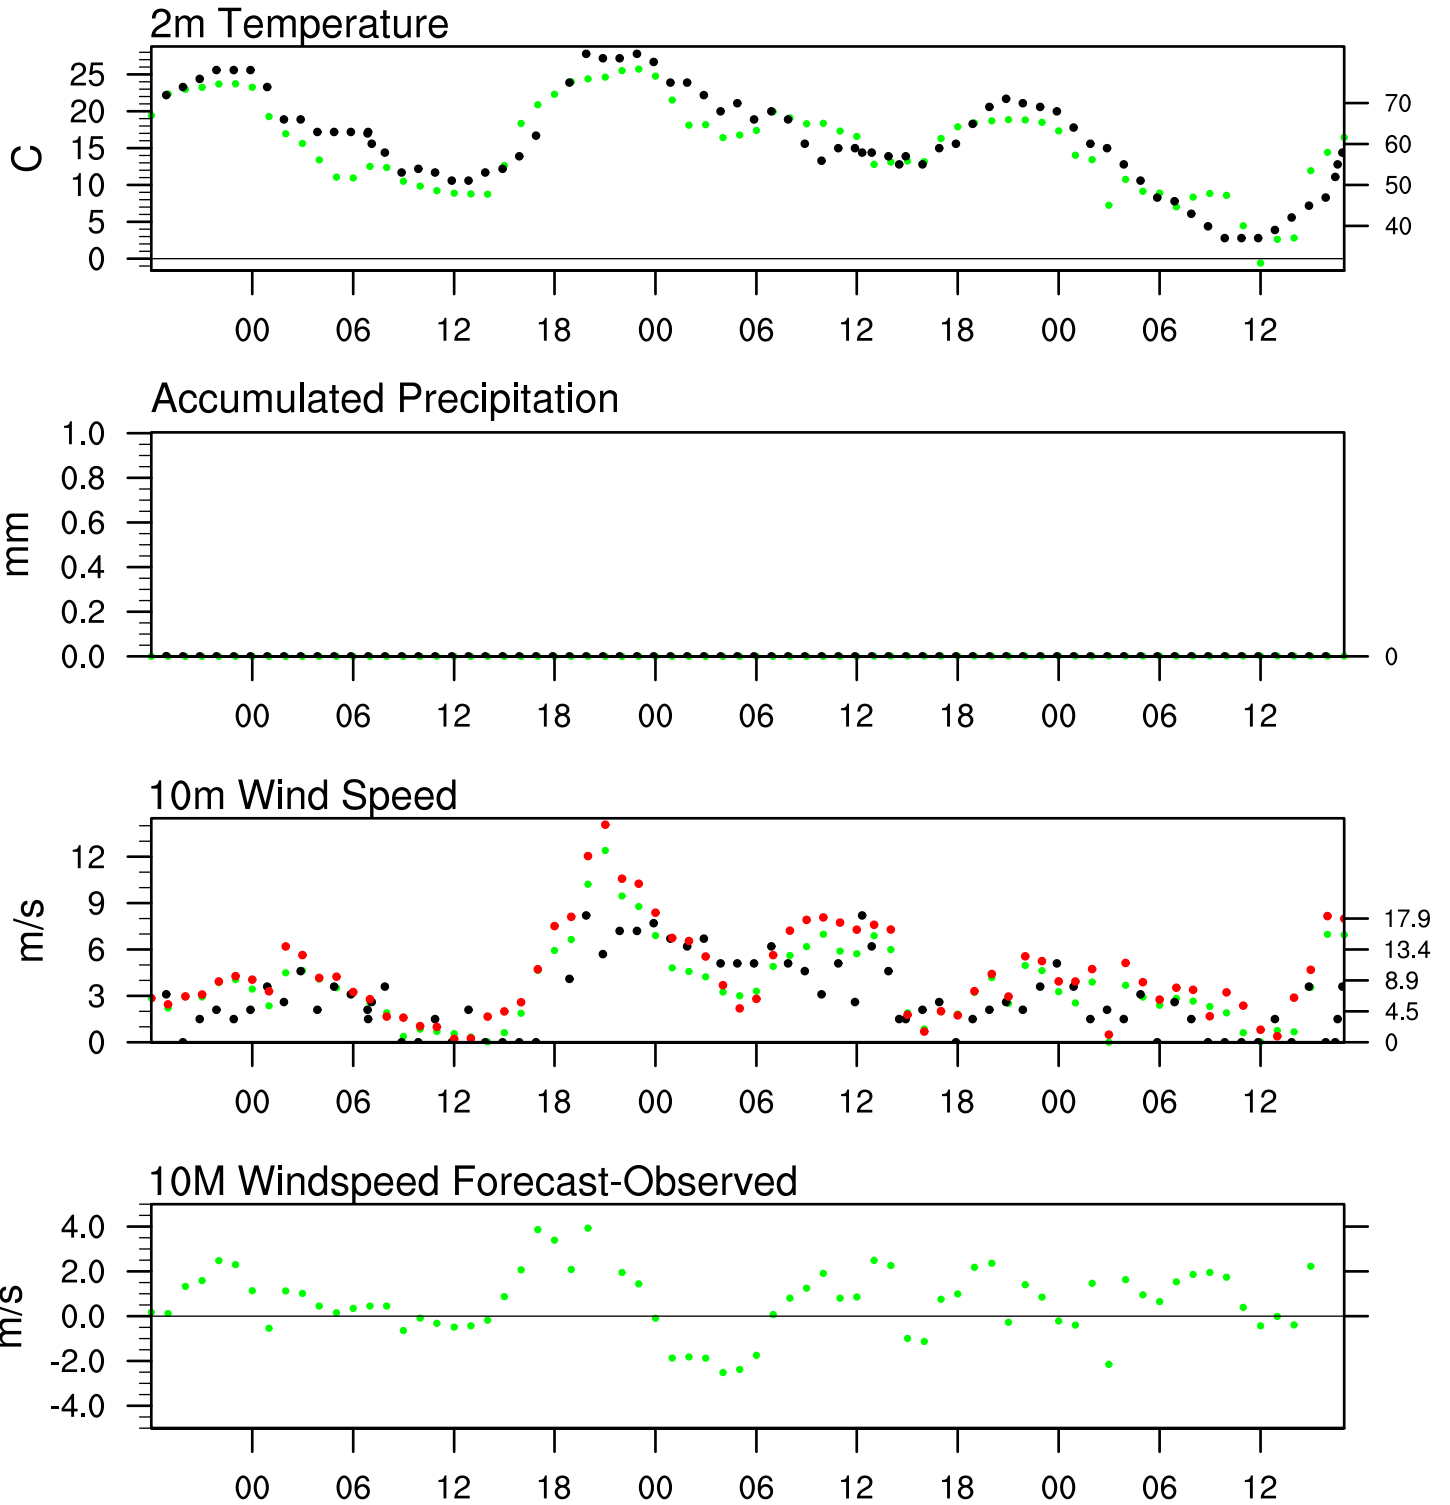 2m Temperature
C
25
20
15
10
5
0
70
60
50
40
00 06 12 18 00 06 12 18 00 06 12
Accumulated Precipitation
mm
1.0
0.8
0.6
0.4
0.2
0.0
0
00 06 12 18 00 06 12 18 00 06 12
10m Wind Speed
m/s
12
9
6
3
0
17.9
13.4
8.9
4.5
0
00 06 12 18 00 06 12 18 00 06 12
10M Windspeed Forecast-Observed
m/s
4.0
2.0
0.0
-2.0
-4.0
00 06 12 18 00 06 12 18 00 06 12